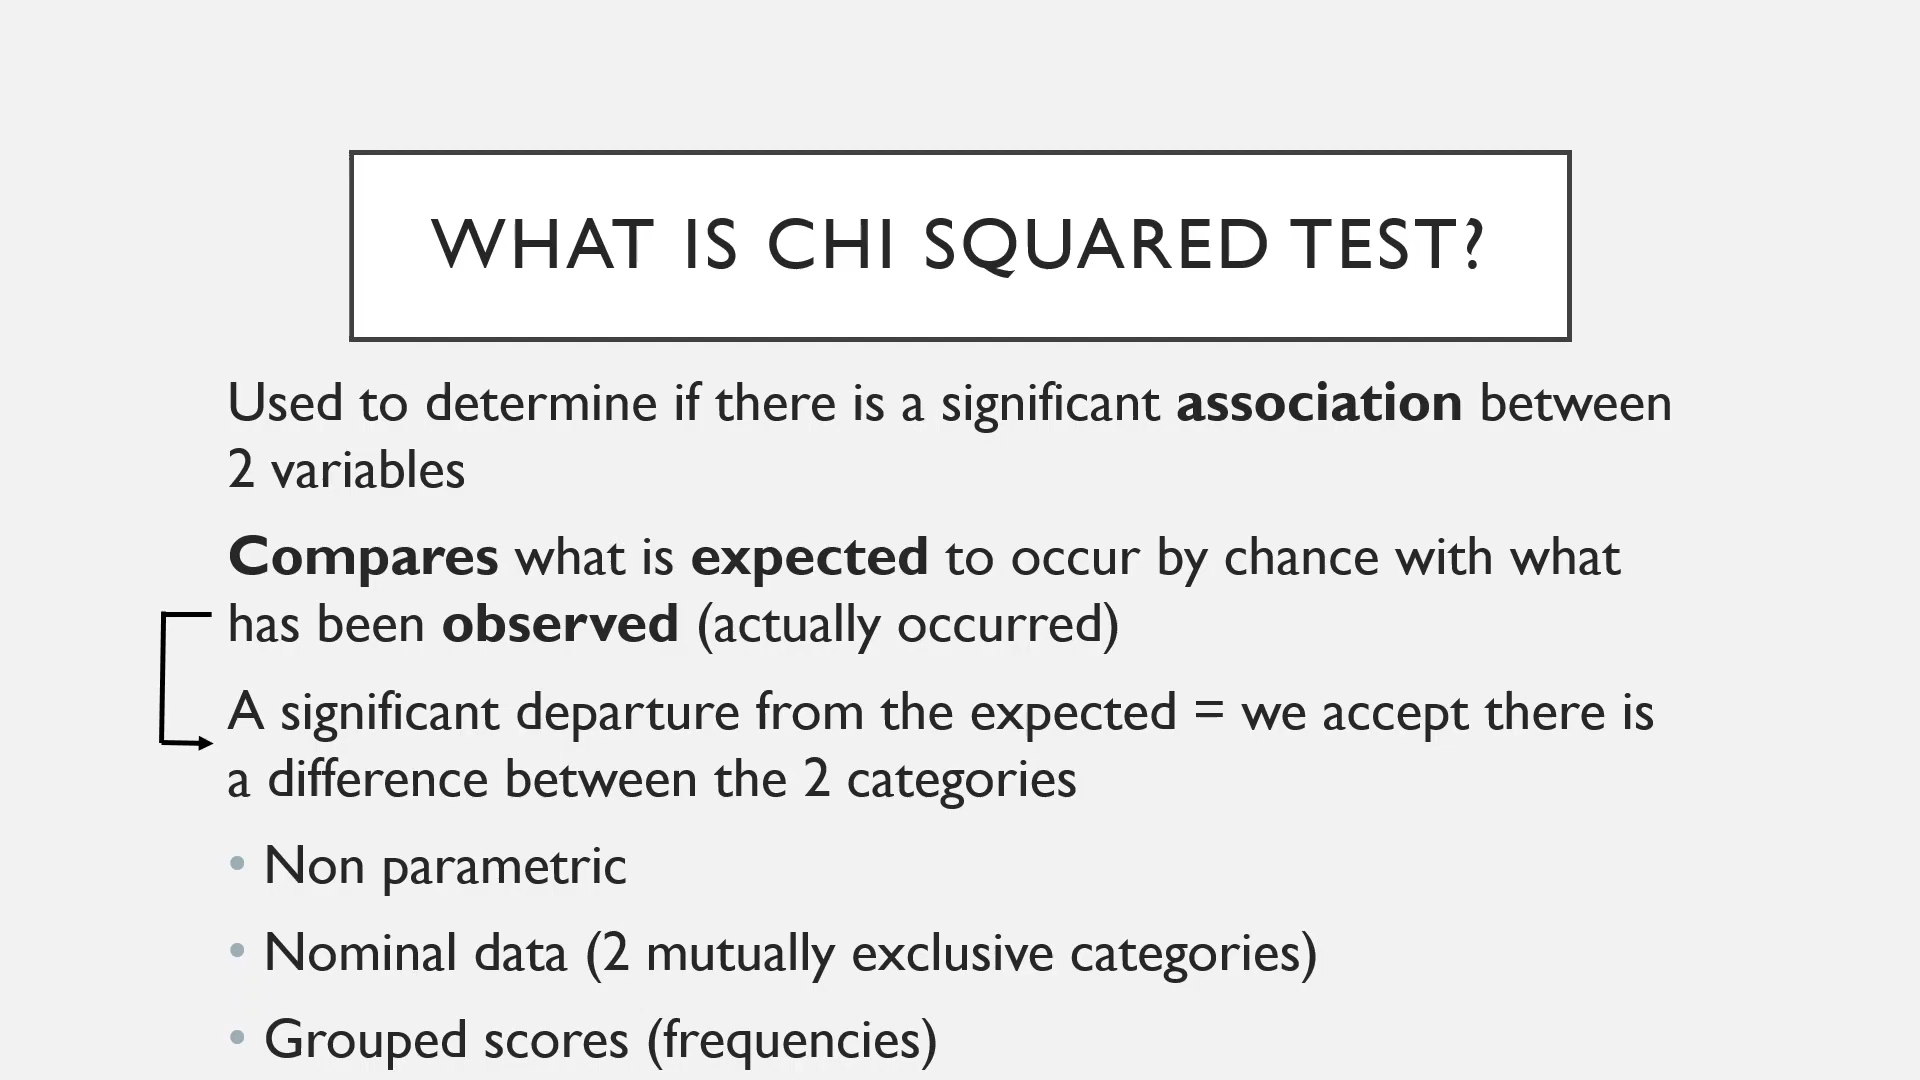 WHAT IS CHI SQUARED TEST?
Used to determine if there is a significant association between
2 variables
Compares what is expected to occur by chance with what
has been observed (actually occurred)
A significant departure from the expected = we accept there is
a difference between the 2 categories
• Non parametric
• Nominal data (2 mutually exclusive categories)
• Grouped scores (frequencies)